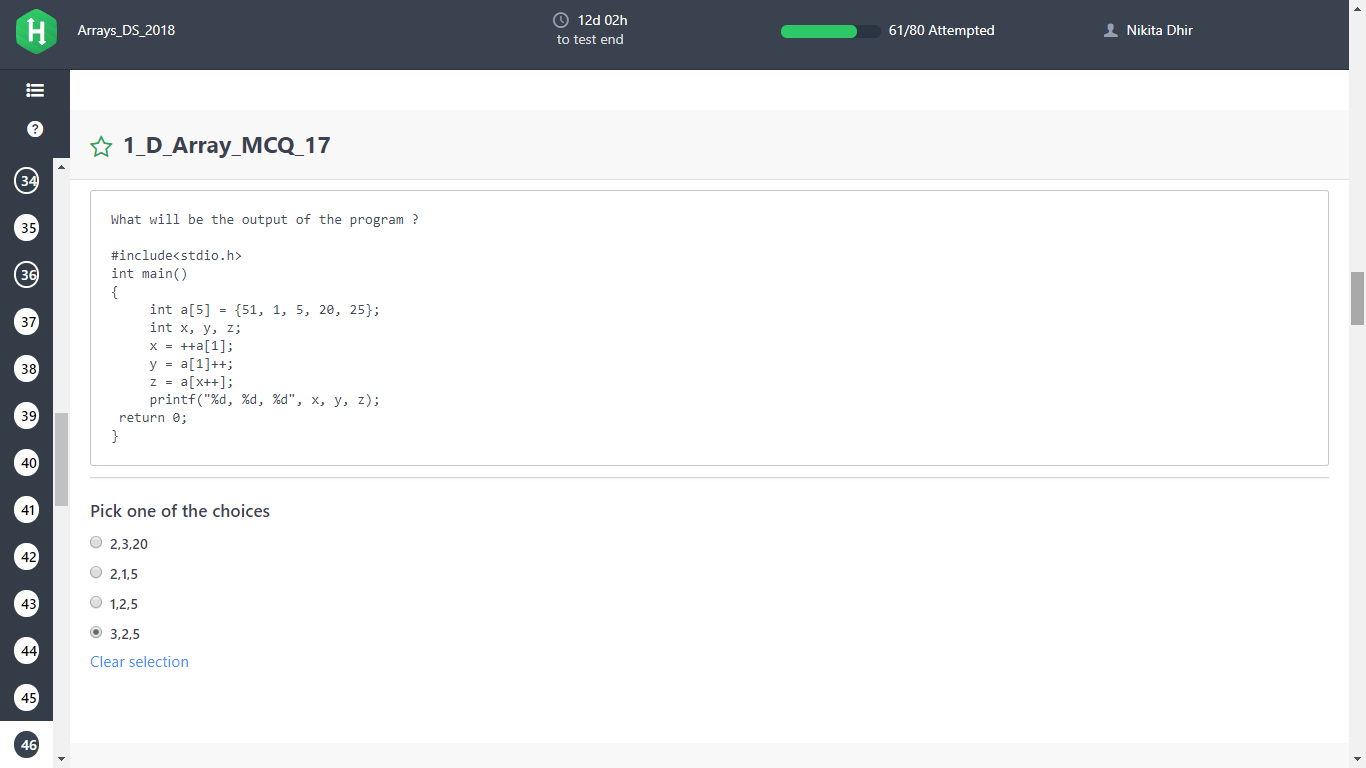 Arrays_DS_2018
12d 02h
to test end
61/80 Attempted
Nikita Dhir
?
34
35
36
37
38
39
40
41
42
43
44
45
46
1_D_Array_MCQ_17
What will be the output of the program ?
#include<stdio.h>
int main()
{
int a[5] = {51, 1, 5, 20, 25};
int x, y, z;
x = ++a[1];
y = a[1]++;
z = a[x++];
printf("%d, %d, %d", x, y, z);
return 0;
}
Pick one of the choices
2,3,20
2,1,5
1,2,5
3,2,5
Clear selection